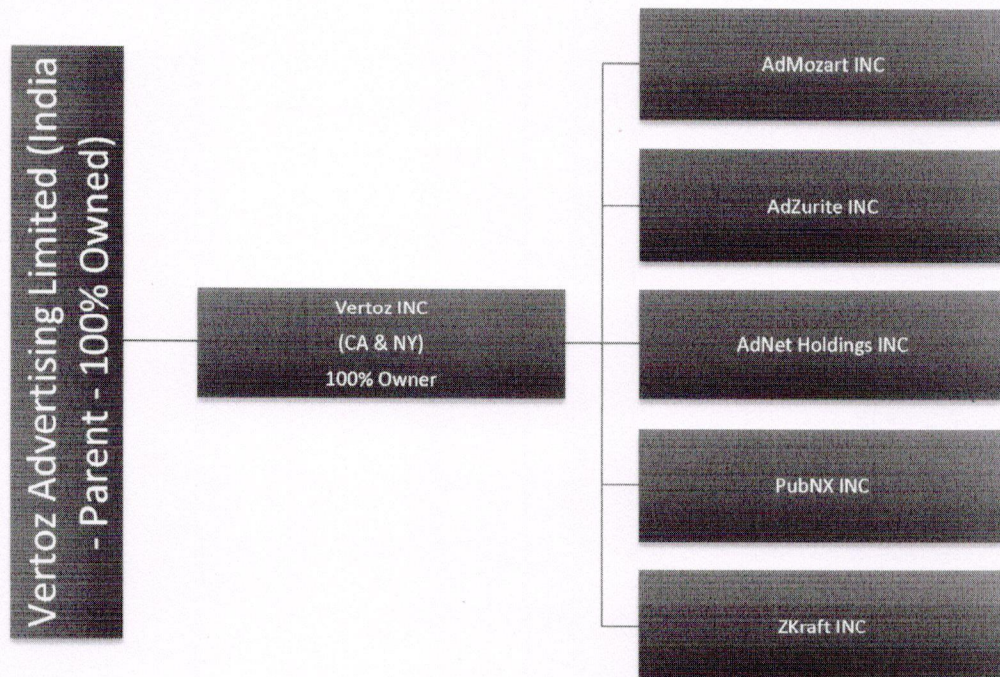 Vertoz Advertising Limited (India
- Parent - 100% Owned)
Vertoz INC
(CA & NY)
100% Owner
AdMozart INC
AdZurite INC
AdNet Holdings INC
PubNX INC
ZKraft INC